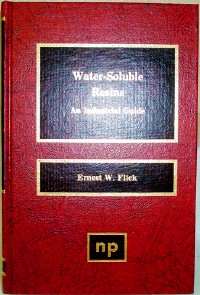 Water-Soluble
Resins
An Industrial Guide
Ernest W. Flick
np